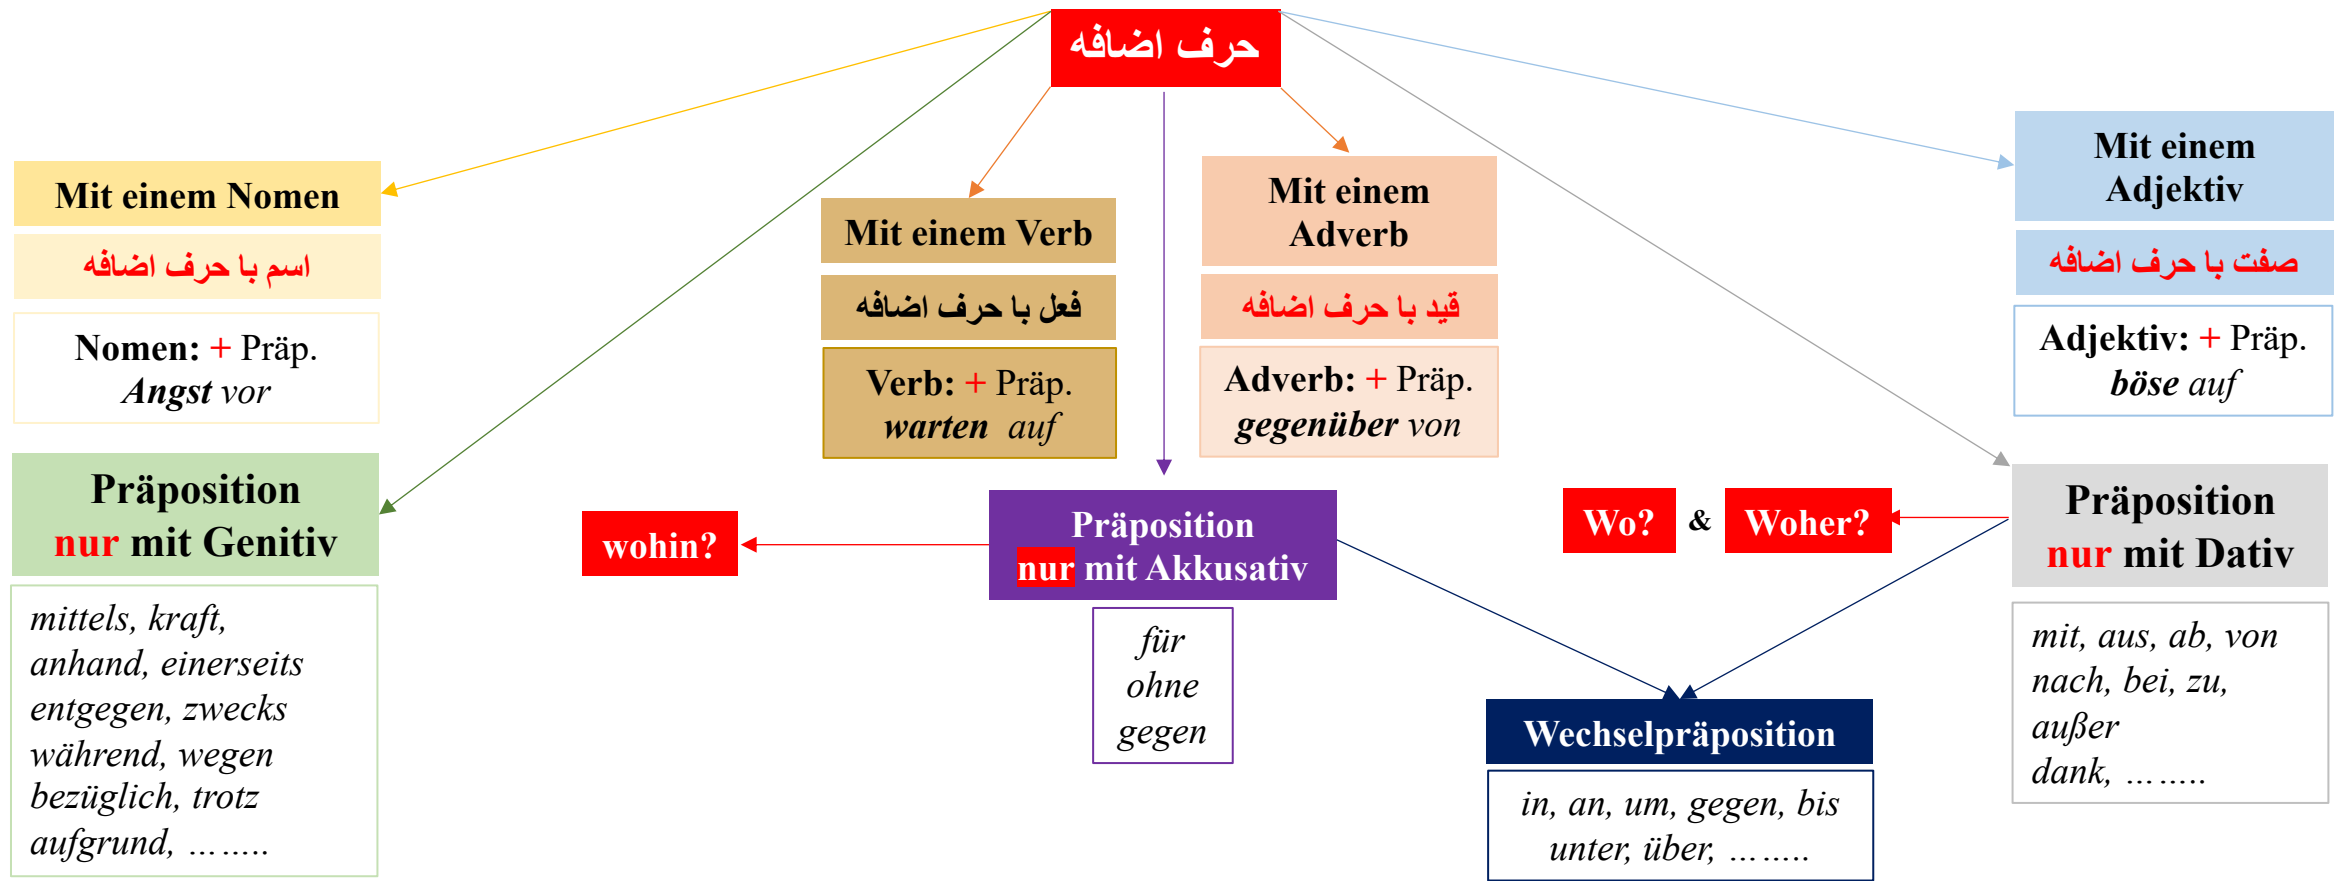 حرف اضافه
Mit einem Nomen
اسم با حرف اضافه
Nomen: + Präp.
Angst vor
Mit einem Verb
فعل با حرف اضافه
Verb: + Präp.
warten auf
Mit einem
Adverb
قید با حرف اضافه
Adverb: + Präp.
gegenüber von
Mit einem
Adjektiv
صفت با حرف اضافه
Adjektiv: + Präp.
böse auf
Präposition
nur mit Genitiv
mittels, kraft,
anhand, einerseits
entgegen, zwecks
während, wegen
bezüglich, trotz
aufgrund, ……..
wohin?
Präposition
nur mit Akkusativ
für
ohne
gegen
Wo? & Woher?
Präposition
nur mit Dativ
mit, aus, ab, von
nach, bei, zu,
außer
dank, ……..
Wechselpräposition
in, an, um, gegen, bis
unter, über, ……..